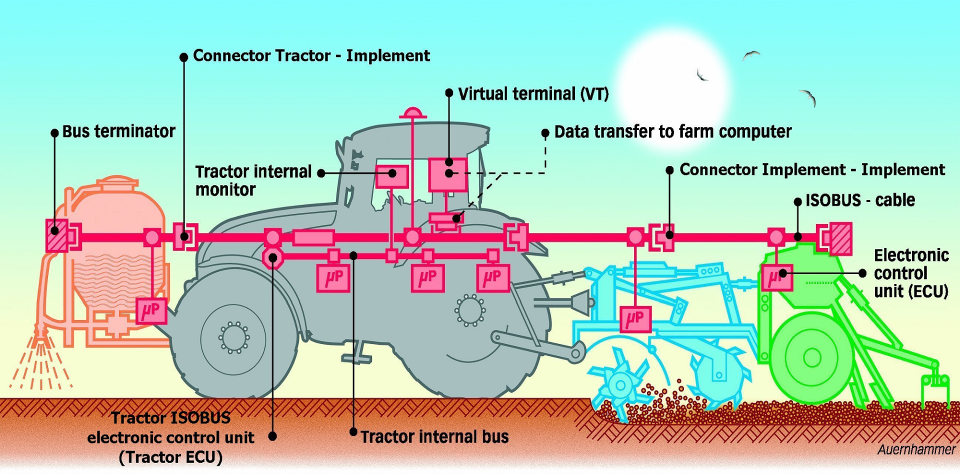 Connector Tractor - Implement
Virtual terminal (VT)
Bus terminator
Data transfer to farm computer
Tractor internal
monitor
Connector Implement - Implement
ISOBUS - cable
Electronic
control
unit (ECU)
µP
µP
µP
µP
µP
µP
Tractor ISOBUS
electronic control unit
(Tractor ECU)
Tractor internal bus
Auernhammer